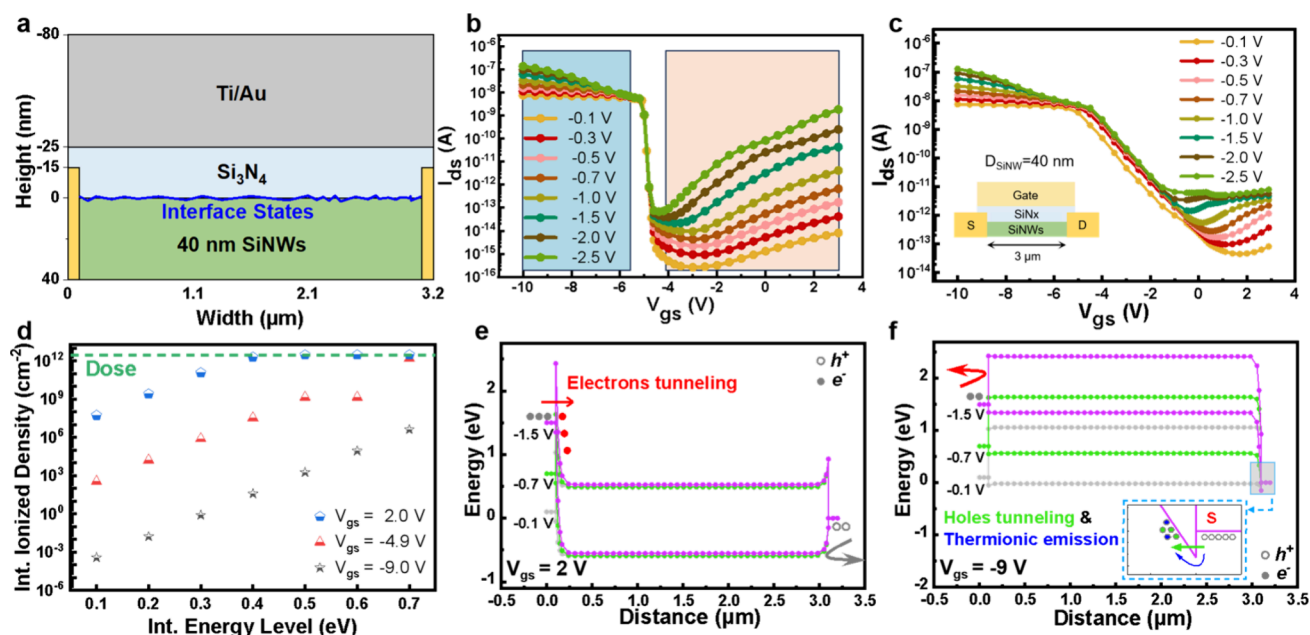 a
-80
-25
-15
0
40
Height (nm)
Ti/Au
Si3N4
Interface States
40 nm SiNWs
0
1.1
2.1
3.2
Width (µm)
b
10^-6
10^-7
10^-8
10^-9
10^-10
10^-11
10^-12
10^-13
10^-14
10^-15
10^-16
Ids (A)
-0.1 V
-0.3 V
-0.5 V
-0.7 V
-1.0 V
-1.5 V
-2.0 V
-2.5 V
-10 -8 -6 -4 -2 0 2 4
Vgs (V)
c
10^-6
10^-7
10^-8
10^-9
10^-10
10^-11
10^-12
10^-13
10^-14
Ids (A)
-0.1 V
-0.3 V
-0.5 V
-0.7 V
-1.0 V
-1.5 V
-2.0 V
-2.5 V
DSiNW=40 nm
Gate
SiNx
S
D
SiNWs
3 µm
-10 -8 -6 -4 -2 0 2 4
Vgs (V)
d
10^12
10^9
10^6
10^3
10^0
10^-3
10^-6
Int. Ionized Density (cm^-2)
Dose
Vgs = 2.0 V
Vgs = -4.9 V
Vgs = -9.0 V
0.1 0.2 0.3 0.4 0.5 0.6 0.7
Int. Energy Level (eV)
e
2
1
0
-1
Energy (eV)
Electrons tunneling
h+
e-
-1.5 V
-0.7 V
-0.1 V
Vgs = 2 V
-0.5 0.0 0.5 1.0 1.5 2.0 2.5 3.0 3.5
Distance (µm)
f
2
1
0
-1
-2
Energy (eV)
-1.5 V
-0.7 V
-0.1 V
Holes tunneling &
Thermionic emission
S
h+
e-
Vgs = -9 V
-0.5 0.0 0.5 1.0 1.5 2.0 2.5 3.0 3.5
Distance (µm)